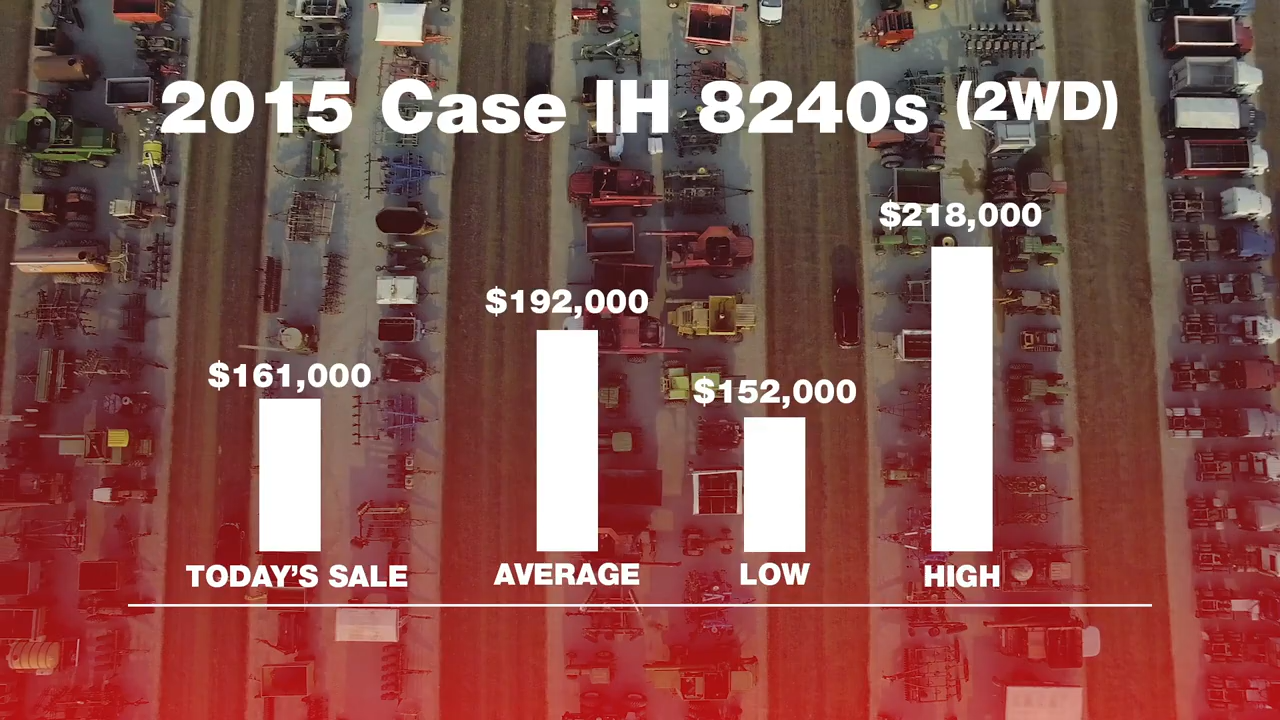 2015 Case IH 8240s (2WD)
$218,000
$192,000
$161,000
$152,000
TODAY'S SALE
AVERAGE
LOW
HIGH